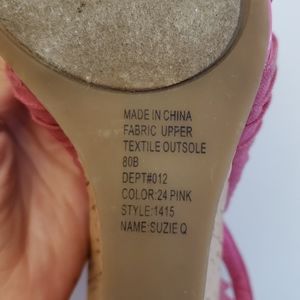 MADE IN CHINA
FABRIC UPPER
TEXTILE OUTSOLE
80B
DEPT#012
COLOR:24 PINK
STYLE:1415
NAME:SUZIE Q